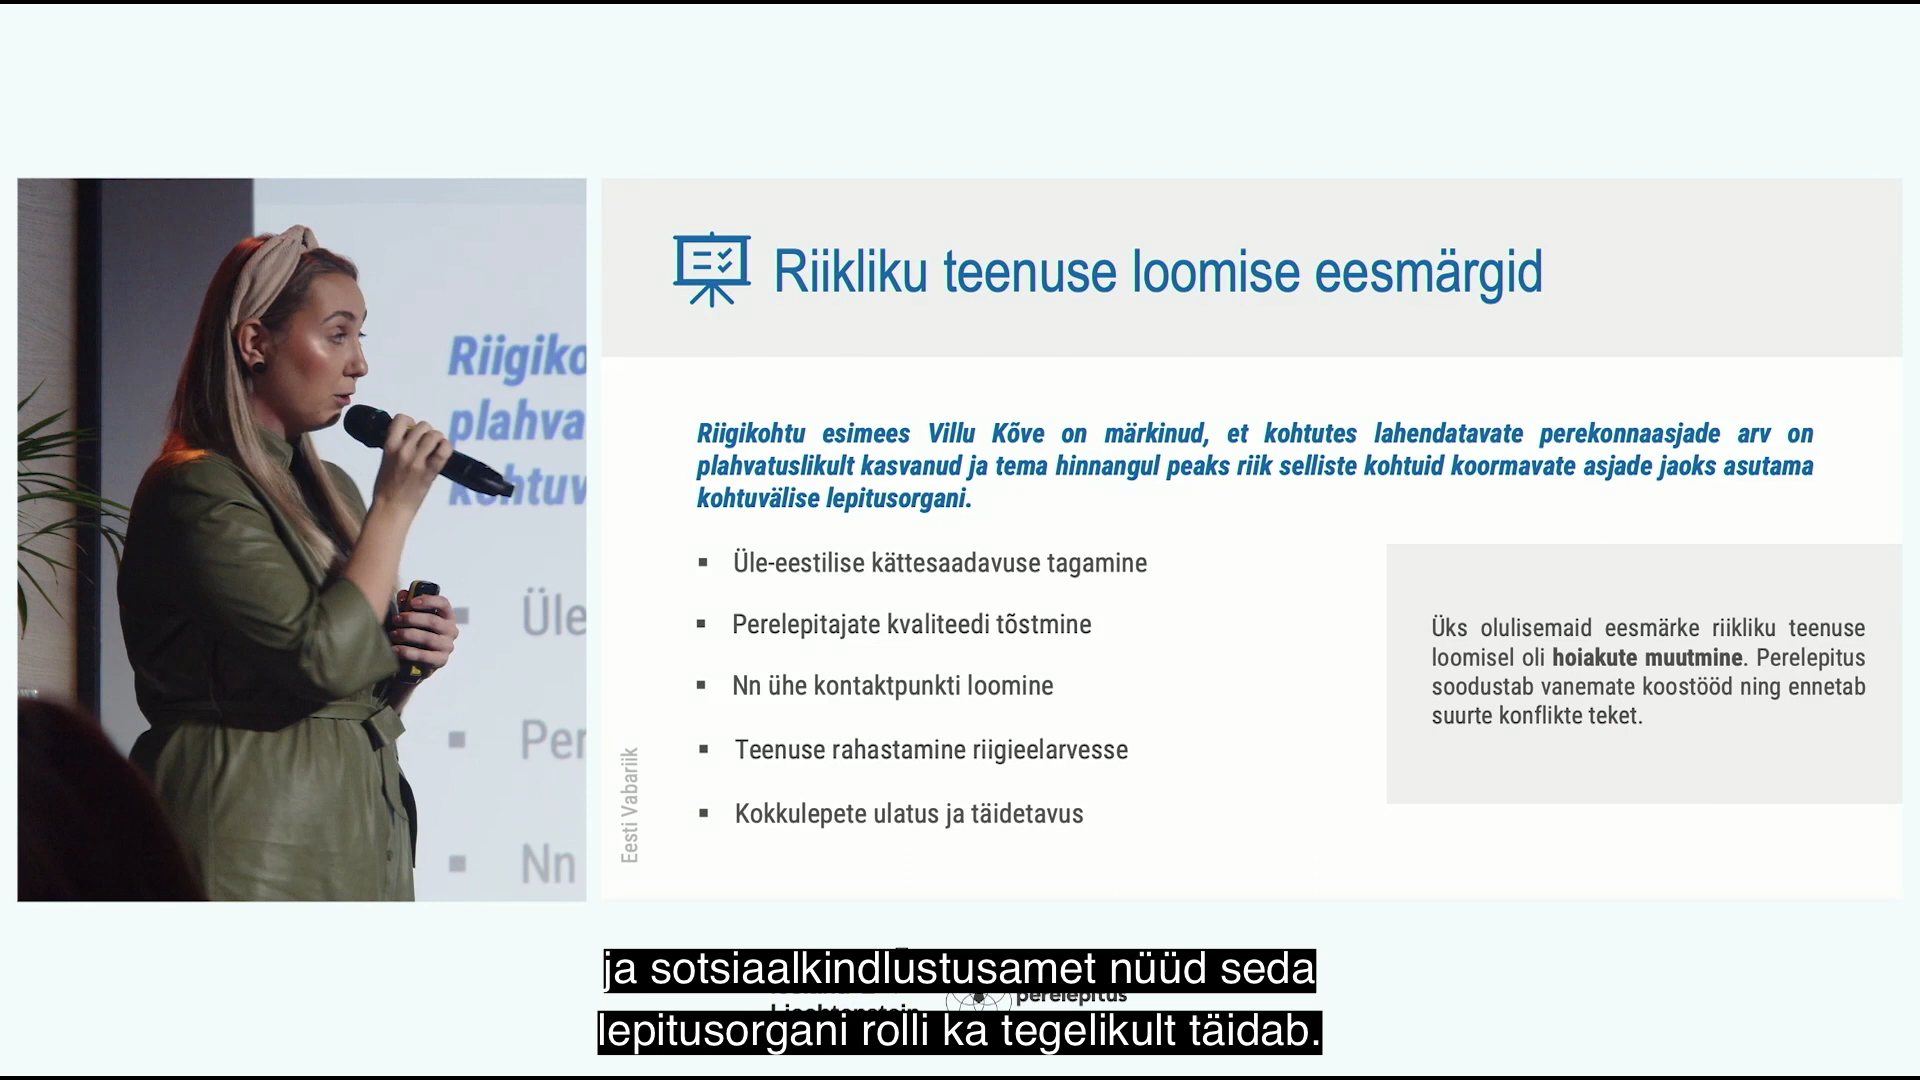 Riikliku teenuse loomise eesmärgid
Riigikohtu esimees Villu Kõve on märkinud, et kohtutes lahendatavate perekonnaasjade arv on
plahvatuslikult kasvanud ja tema hinnangul peaks riik selliste kohtuid koormavate asjade jaoks asutama
kohtuvälise lepitusorgani.
▪ Üle-eestilise kättesaadavuse tagamine
▪ Perelepitajate kvaliteedi tõstmine
▪ Nn ühe kontaktpunkti loomine
▪ Teenuse rahastamine riigieelarvesse
▪ Kokkulepete ulatus ja täidetavus
Üks olulisemaid eesmärke riikliku teenuse
loomisel oli hoiakute muutmine. Perelepitus
soodustab vanemate koostööd ning ennetab
suurte konflikte teket.
Eesti Vabariik
Riigiko
plahva
kohtuv
▪ Üle
▪ Per
▪ Nn
perelepitus
Liechtenstein
ja sotsiaalkindlustusamet nüüd seda
lepitusorgani rolli ka tegelikult täidab.